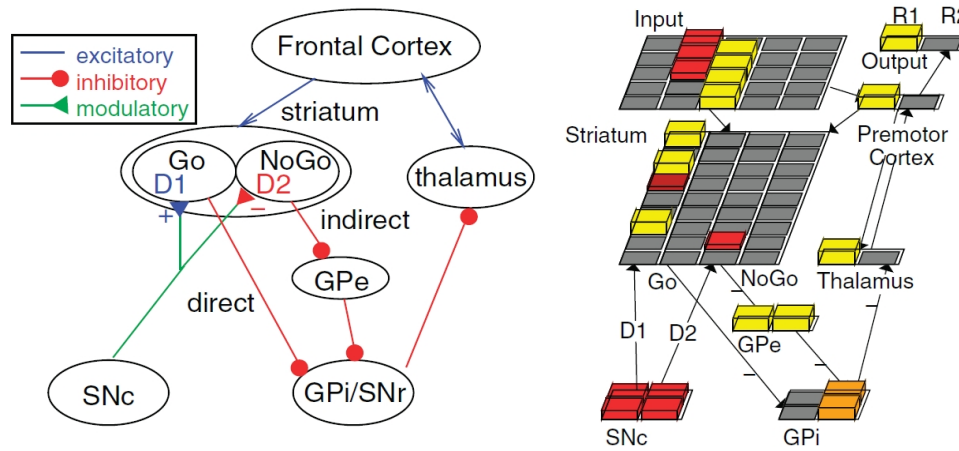 excitatory
inhibitory
modulatory
Frontal Cortex
striatum
Go
NoGo
D1
D2
+
−
thalamus
indirect
GPe
direct
SNc
GPi/SNr
Input
R1
R2
Output
Striatum
Premotor
Cortex
Go
NoGo
Thalamus
−
−
D1
D2
GPe
−
−
SNc
GPi